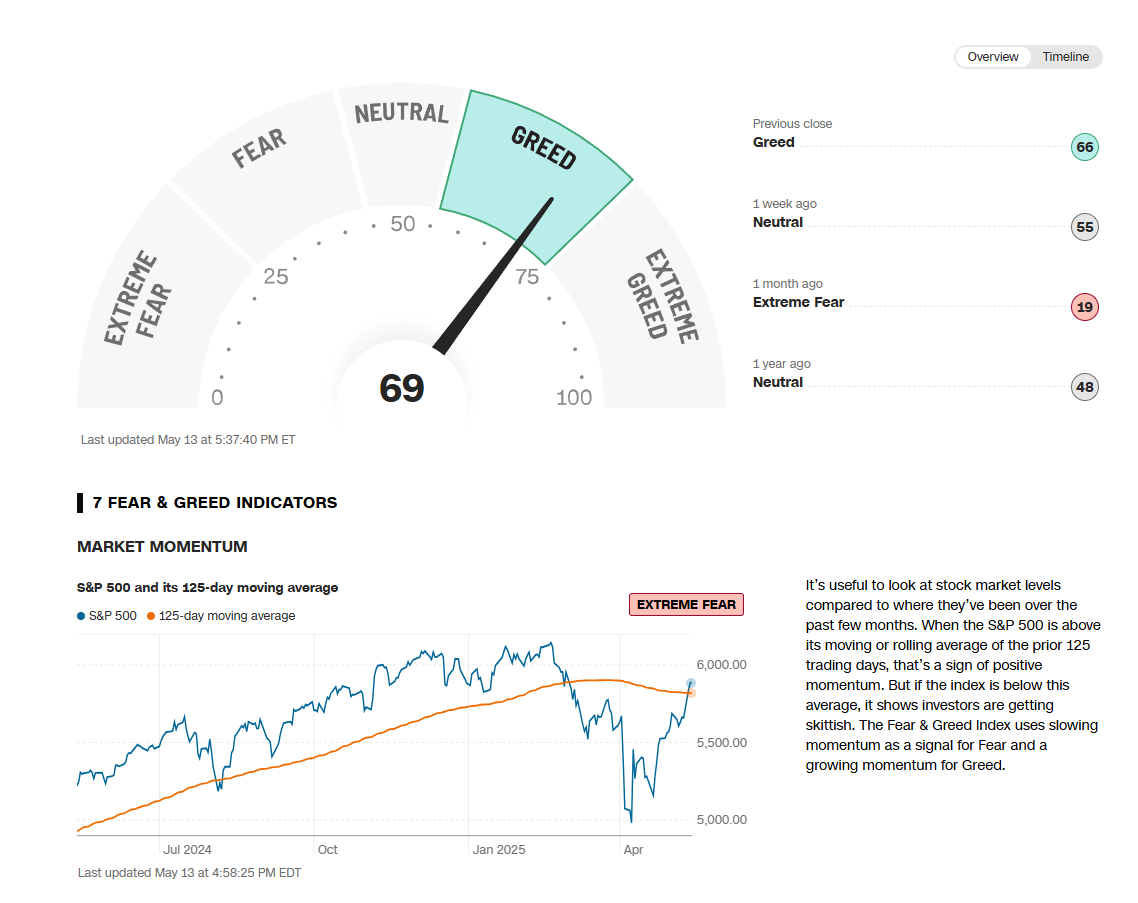 Overview Timeline
EXTREME
FEAR
FEAR
NEUTRAL
GREED
EXTREME
GREED
0
25
50
75
100
69
Last updated May 13 at 5:37:40 PM ET
Previous close
Greed 66
1 week ago
Neutral 55
1 month ago
Extreme Fear 19
1 year ago
Neutral 48
7 FEAR & GREED INDICATORS
MARKET MOMENTUM
S&P 500 and its 125-day moving average
S&P 500 125-day moving average
EXTREME FEAR
6,000.00
5,500.00
5,000.00
Jul 2024 Oct Jan 2025 Apr
Last updated May 13 at 4:58:25 PM EDT
It’s useful to look at stock market levels
compared to where they’ve been over the
past few months. When the S&P 500 is above
its moving or rolling average of the prior 125
trading days, that’s a sign of positive
momentum. But if the index is below this
average, it shows investors are getting
skittish. The Fear & Greed Index uses slowing
momentum as a signal for Fear and a
growing momentum for Greed.